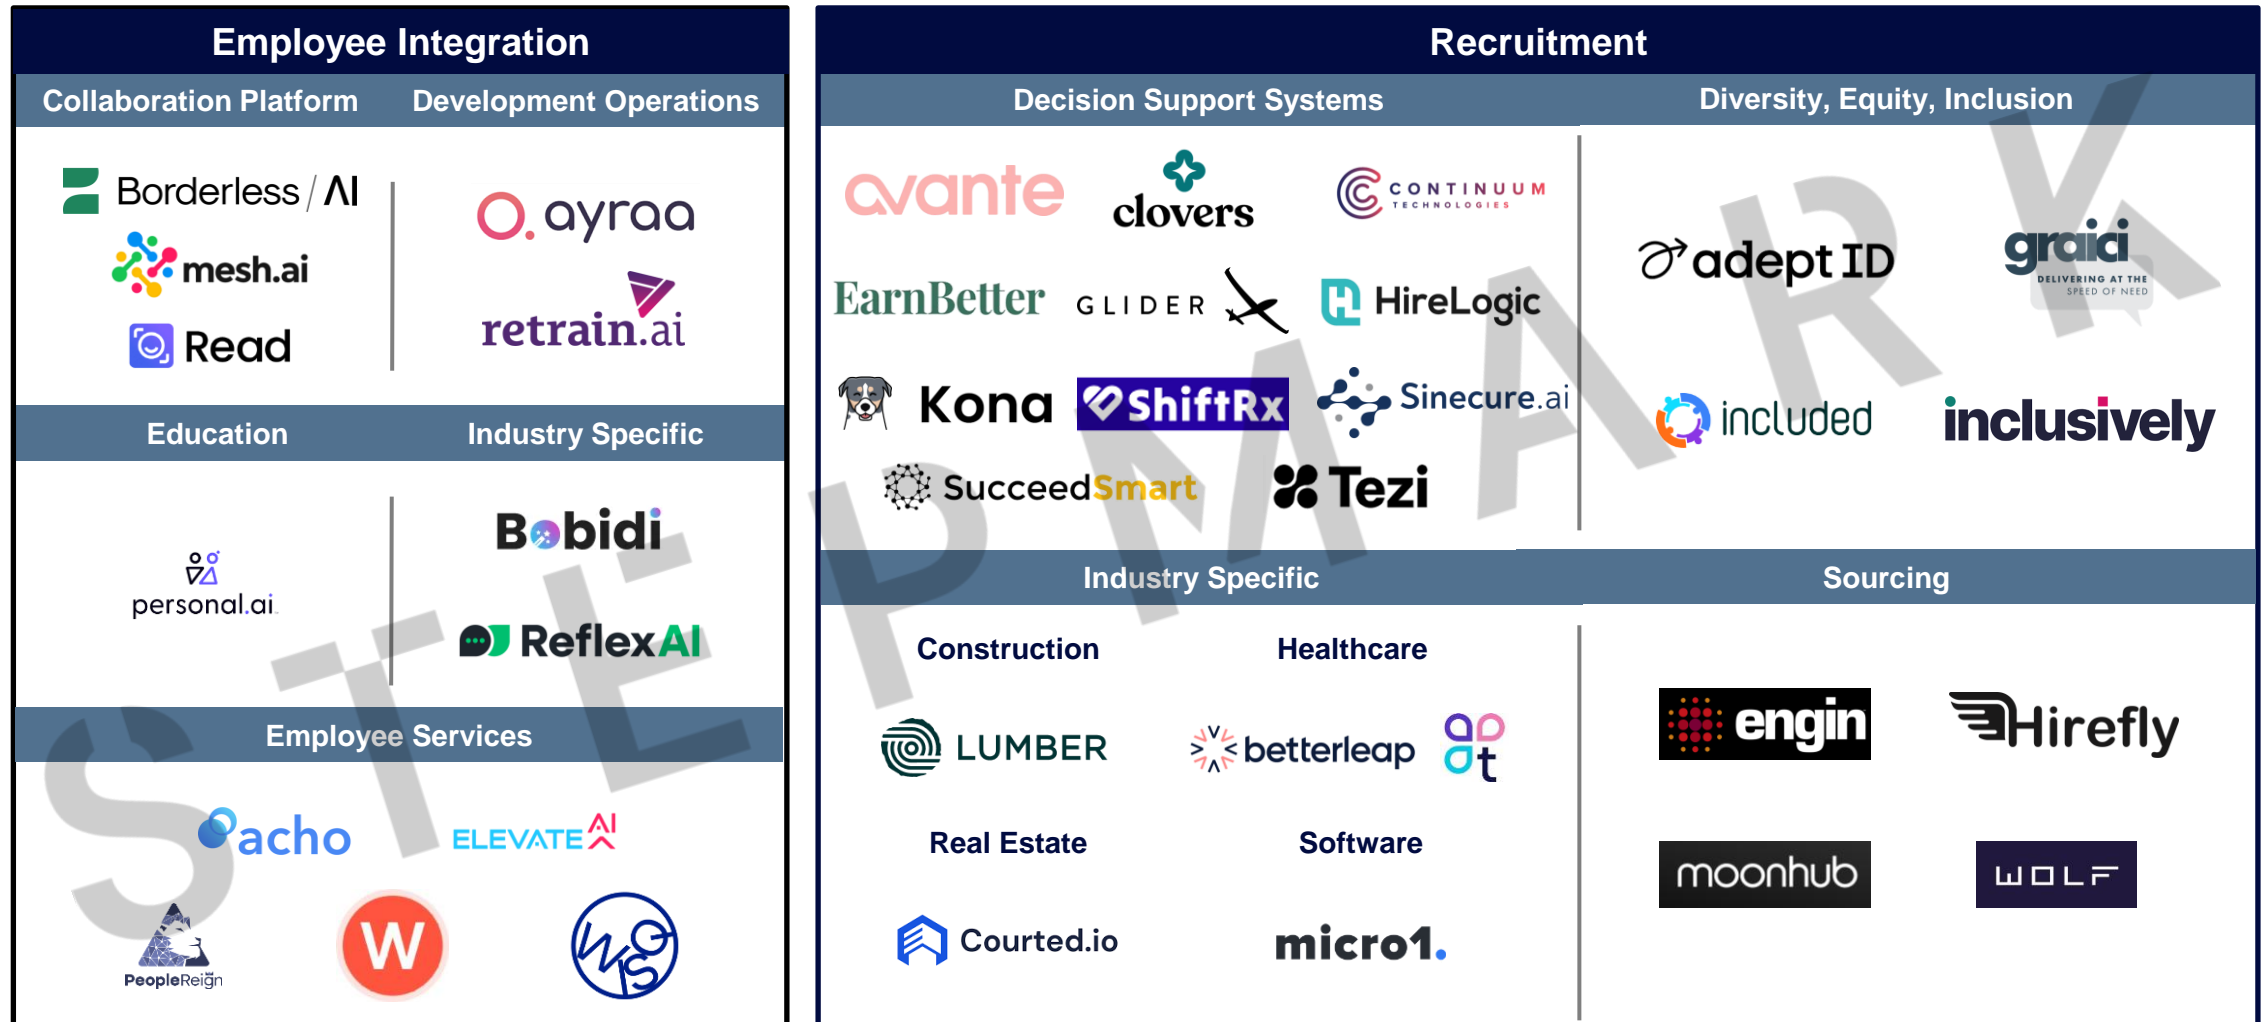 Employee Integration
Collaboration Platform
Development Operations
Borderless/AI
mesh.ai
Read
ayraa
retrain.ai
Education
Industry Specific
personal.ai
Bobidi
ReflexAI
Employee Services
acho
ELEVATE AI
PeopleReign
W
Recruitment
Decision Support Systems
Diversity, Equity, Inclusion
avante
clovers
CONTINUUM
TECHNOLOGIES
EarnBetter
GLIDER
HireLogic
Kona
ShiftRx
Sinecure.ai
SucceedSmart
Tezi
adept ID
graici
DELIVERING AT THE
SPEED OF NEED
included
inclusively
Industry Specific
Sourcing
Construction
Healthcare
LUMBER
betterleap
Real Estate
Software
Courted.io
micro1.
engin
Hirefly
moonhub
WOLF
STEPMARK